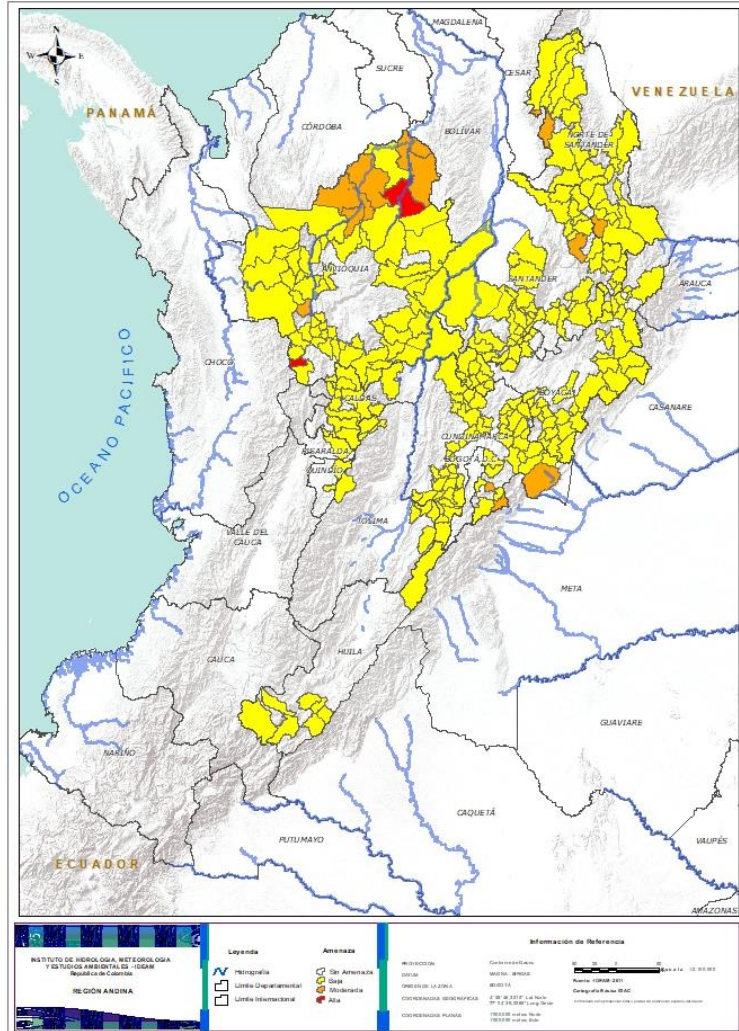 MAGDALENA
N
W E
S
SUCRE
CESAR
VENEZUELA
PANAMÁ
CÓRDOBA
BOLÍVAR
NORTE DE
SANTANDER
ANTIOQUIA
SANTANDER
ARAUCA
CHOCÓ
OCEANO PACIFICO
CALDAS
BOYACÁ
CASANARE
CUNDINAMARCA
RISARALDA
BOGOTÁ D.C.
QUINDIO
TOLIMA
VALLE DEL
CAUCA
META
CAUCA
HUILA
GUAVIARE
NARIÑO
CAQUETÁ
PUTUMAYO
VAUPÉS
ECUADOR
AMAZONAS
INSTITUTO DE HIDROLOGIA, METEOROLOGIA
Y ESTUDIOS AMBIENTALES - IDEAM
República de Colombia
REGIÓN ANDINA
Leyenda
Hidrografía
Límite Departamental
Límite Internacional
Amenaza
Sin Amenaza
Baja
Moderada
Alta
Información de Referencia
PROYECCIÓN
DATUM
ORIGEN DE LA ZONA
BOGOTÁ
COORDENADAS GEOGRÁFICAS
COORDENADAS PLANAS